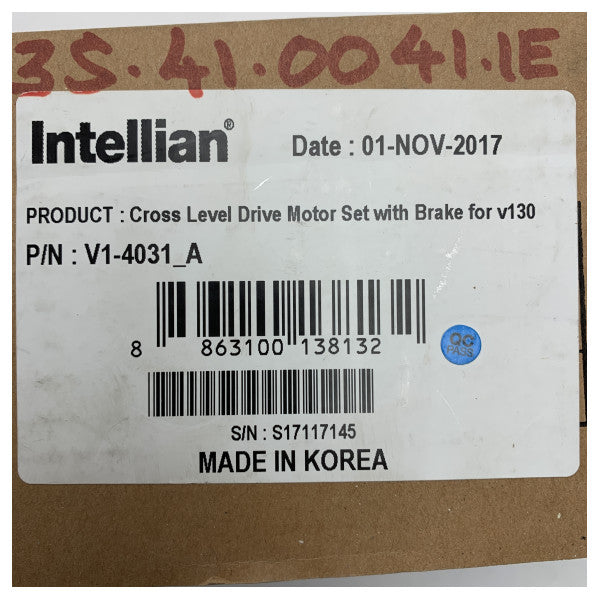 3S.41.0041.1E
Intellian®
Date : 01-NOV-2017
PRODUCT : Cross Level Drive Motor Set with Brake for v130
P/N : V1-4031_A
8 863100 138132
QC
PASS
S/N : S17117145
MADE IN KOREA